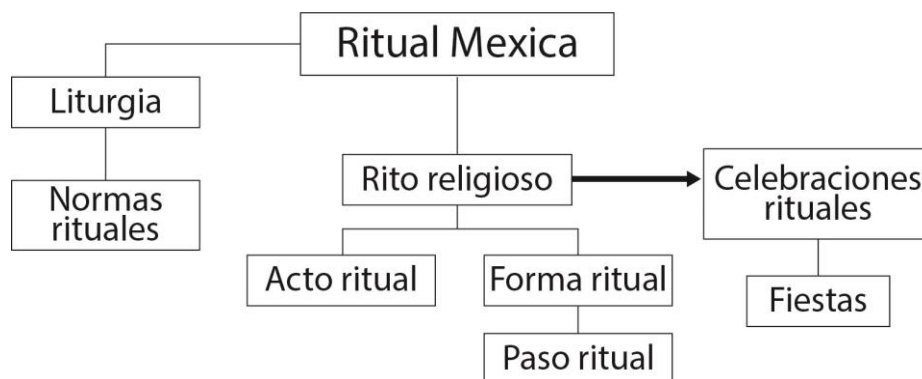 Ritual Mexica
Liturgia
Normas
rituales
Rito religioso
Celebraciones
rituales
Acto ritual
Forma ritual
Fiestas
Paso ritual